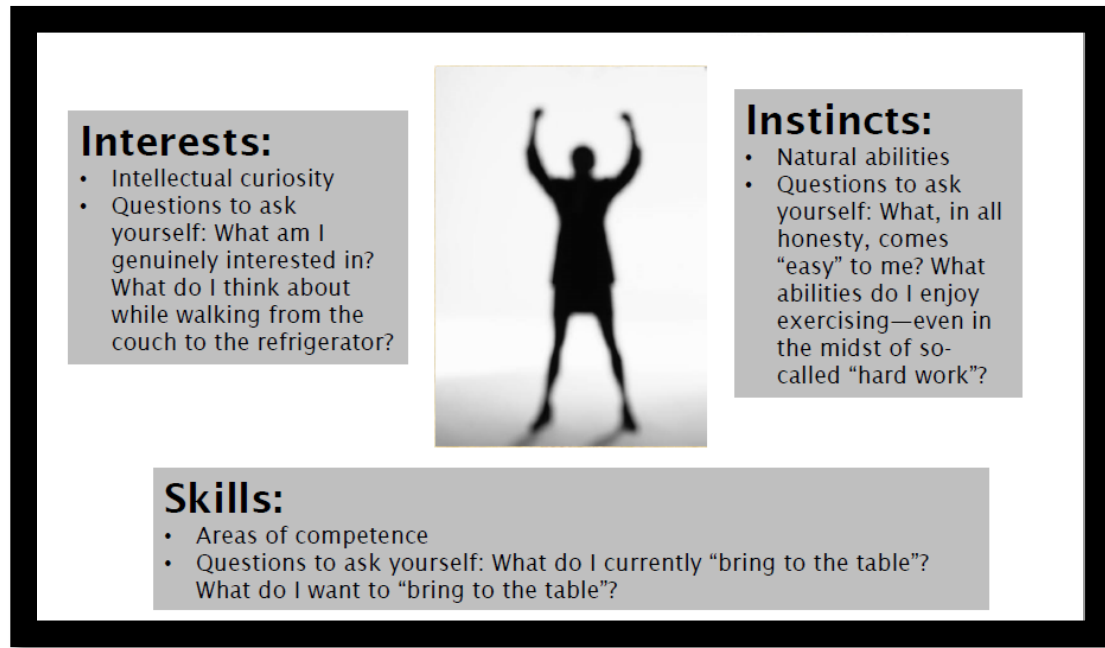 Interests:
• Intellectual curiosity
• Questions to ask
yourself: What am I
genuinely interested in?
What do I think about
while walking from the
couch to the refrigerator?
Instincts:
• Natural abilities
• Questions to ask
yourself: What, in all
honesty, comes
“easy” to me? What
abilities do I enjoy
exercising—even in
the midst of so-
called “hard work”?
Skills:
• Areas of competence
• Questions to ask yourself: What do I currently “bring to the table”?
What do I want to “bring to the table”?